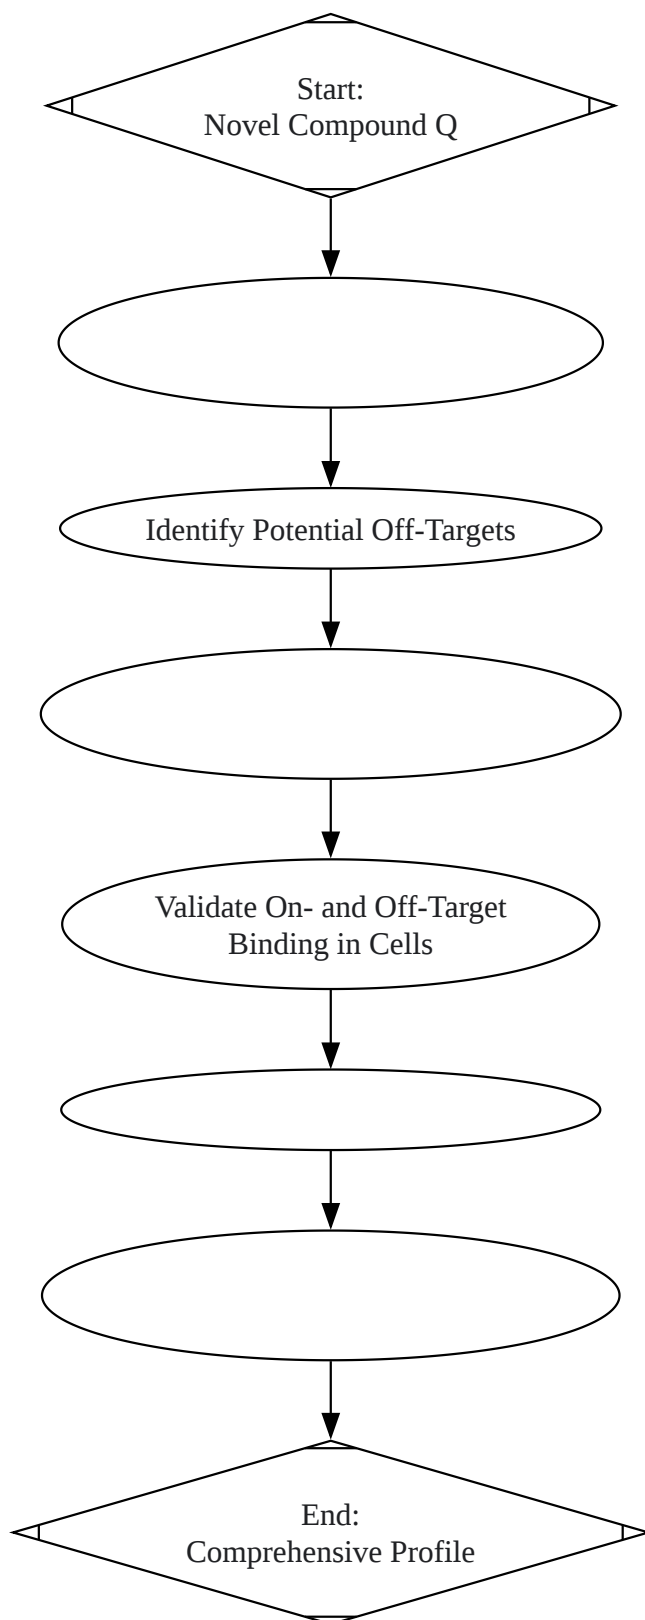 Start:
Novel Compound Q
Identify Potential Off-Targets
Validate On- and Off-Target
Binding in Cells
End:
Comprehensive Profile